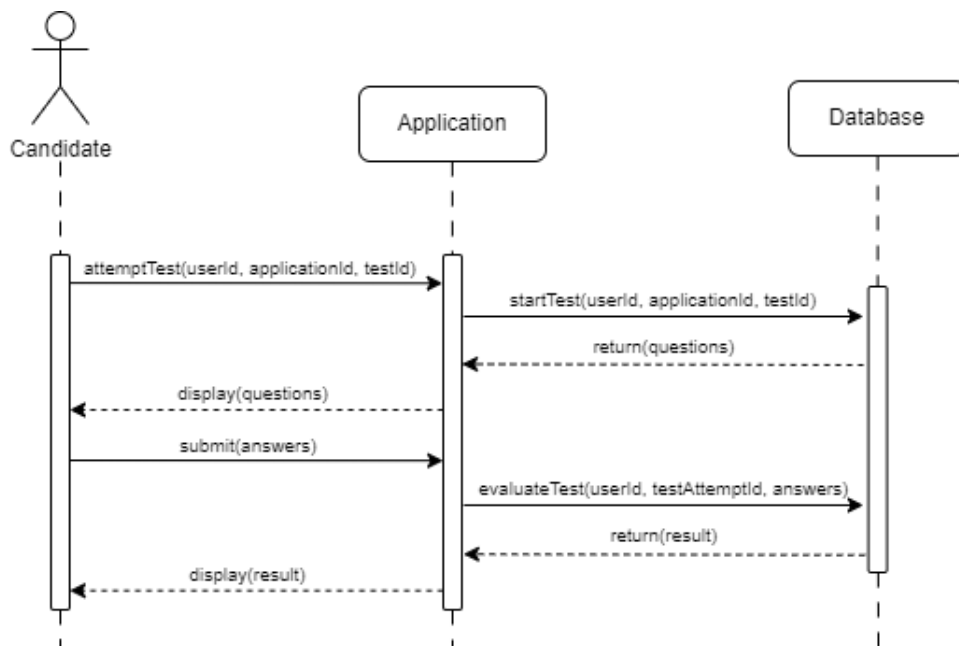 Candidate
Application
Database
attemptTest(userId, applicationId, testId)
startTest(userId, applicationId, testId)
return(questions)
display(questions)
submit(answers)
evaluateTest(userId, testAttemptId, answers)
return(result)
display(result)